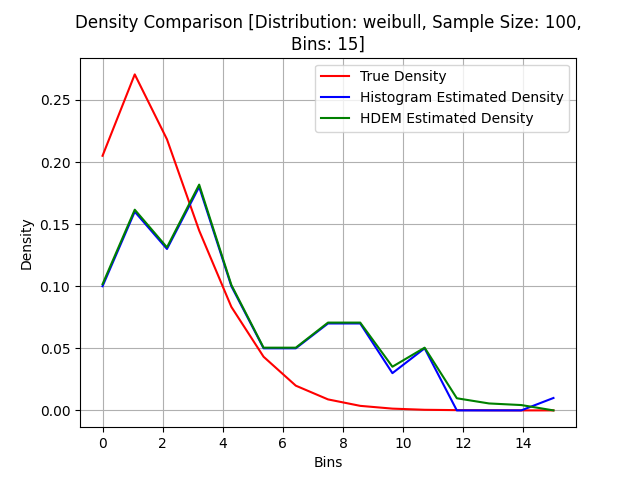 Density Comparison [Distribution: weibull, Sample Size: 100,
Bins: 15]
True Density
Histogram Estimated Density
HDEM Estimated Density
Density
0.25
0.20
0.15
0.10
0.05
0.00
0 2 4 6 8 10 12 14
Bins